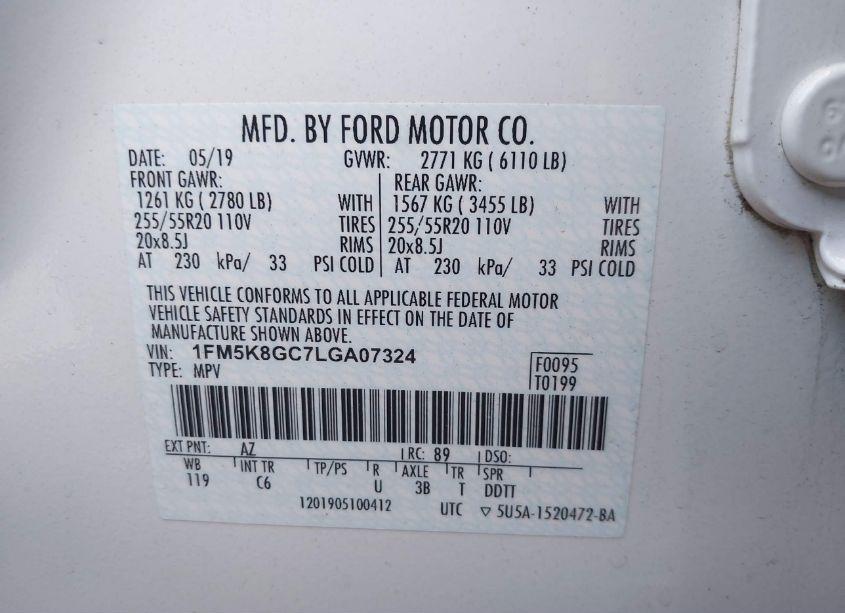 MFD. BY FORD MOTOR CO.
DATE: 05/19 GVWR: 2771 KG ( 6110 LB)
FRONT GAWR: REAR GAWR:
1261 KG ( 2780 LB) WITH 1567 KG ( 3455 LB) WITH
255/55R20 110V TIRES 255/55R20 110V TIRES
20x8.5J RIMS 20x8.5J RIMS
AT 230 kPa/ 33 PSI COLD AT 230 kPa/ 33 PSI COLD
THIS VEHICLE CONFORMS TO ALL APPLICABLE FEDERAL MOTOR
VEHICLE SAFETY STANDARDS IN EFFECT ON THE DATE OF
MANUFACTURE SHOWN ABOVE.
VIN: 1FM5K8GC7LGA07324
TYPE: MPV
F0095
T0199
EXT PNT: AZ RC: 89 DSO:
WB INT TR TP/PS R AXLE TR SPR
119 C6 U 3B T DDTT
1201905100412 UTC ▽ 5U5A-1520472-BA